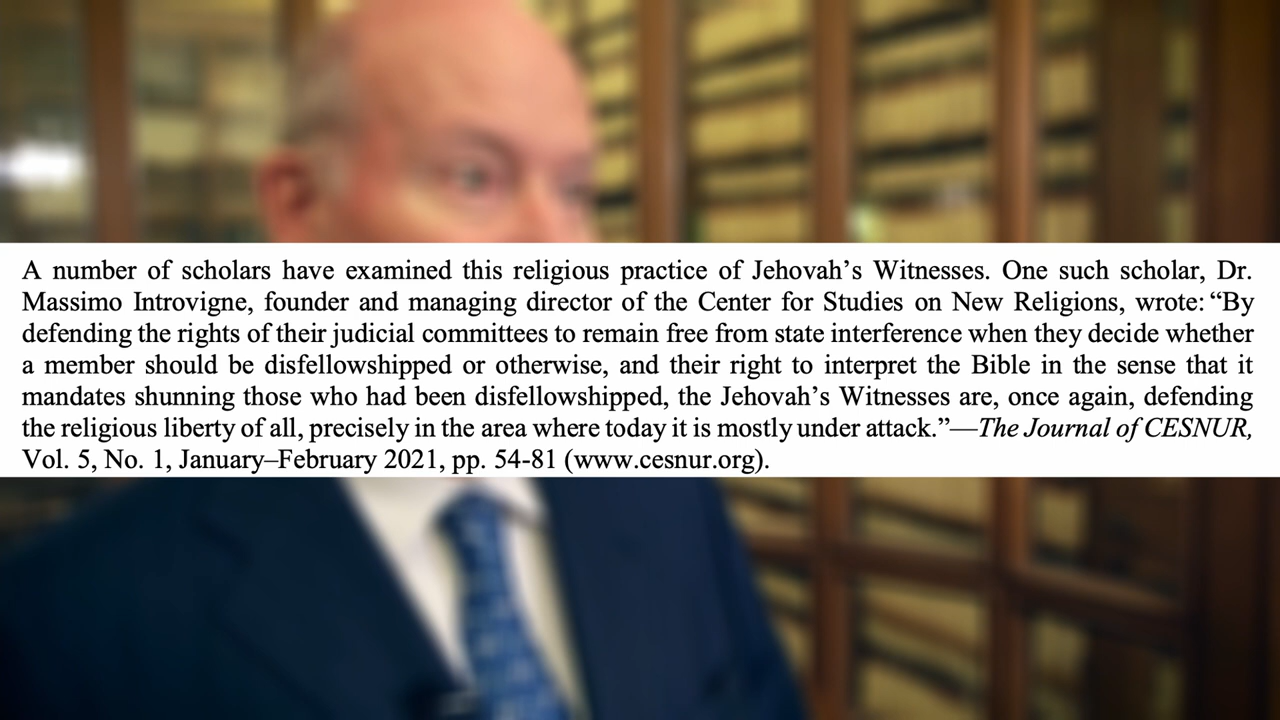 A number of scholars have examined this religious practice of Jehovah’s Witnesses. One such scholar, Dr.
Massimo Introvigne, founder and managing director of the Center for Studies on New Religions, wrote: “By
defending the rights of their judicial committees to remain free from state interference when they decide whether
a member should be disfellowshipped or otherwise, and their right to interpret the Bible in the sense that it
mandates shunning those who had been disfellowshipped, the Jehovah’s Witnesses are, once again, defending
the religious liberty of all, precisely in the area where today it is mostly under attack.”—The Journal of CESNUR,
Vol. 5, No. 1, January–February 2021, pp. 54-81 (www.cesnur.org).